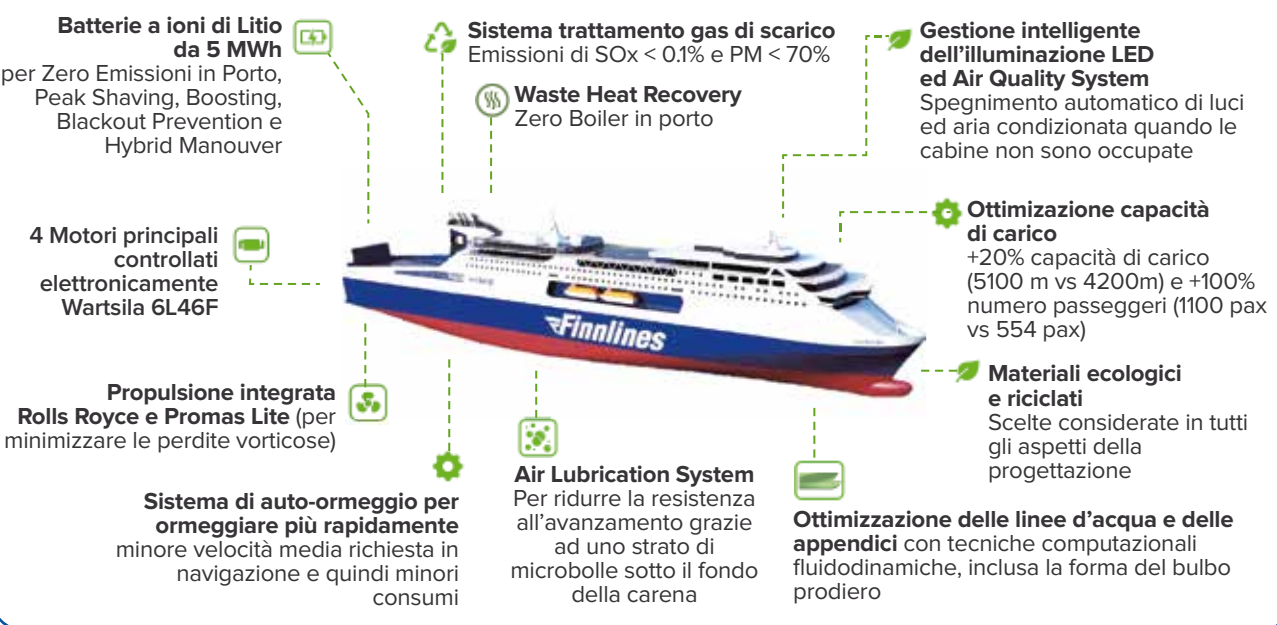 Batterie a ioni di Litio
da 5 MWh
per Zero Emissioni in Porto,
Peak Shaving, Boosting,
Blackout Prevention e
Hybrid Manouver
Sistema trattamento gas di scarico
Emissioni di SOx < 0.1% e PM < 70%
Waste Heat Recovery
Zero Boiler in porto
Gestione intelligente
dell'illuminazione LED
ed Air Quality System
Spegnimento automatico di luci
ed aria condizionata quando le
cabine non sono occupate
4 Motori principali
controllati
elettronicamente
Wartsila 6L46F
Ottimizazione capacità
di carico
+20% capacità di carico
(5100 m vs 4200m) e +100%
numero passeggeri (1100 pax
vs 554 pax)
Finnlines
Propulsione integrata
Rolls Royce e Promas Lite (per
minimizzare le perdite vorticose)
Materiali ecologici
e riciclati
Scelte considerate in tutti
gli aspetti della
progettazione
Sistema di auto-ormeggio per
ormeggiare più rapidamente
minore velocità media richiesta in
navigazione e quindi minori
consumi
Air Lubrication System
Per ridurre la resistenza
all'avanzamento grazie
ad uno strato di
microbolle sotto il fondo
della carena
Ottimizzazione delle linee d'acqua e delle
appendici con tecniche computazionali
fluidodinamiche, inclusa la forma del bulbo
prodiero